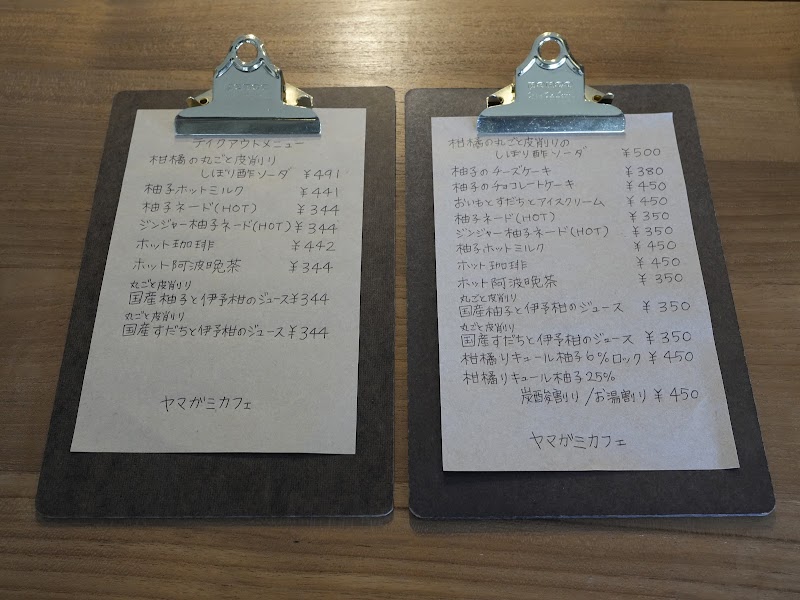 テイクアウトメニュー
柑橘の丸ごと皮削り
しぼり酢ソーダ ¥491
柚子ホットミルク ¥441
柚子ネード(HOT) ¥344
ジンジャー柚子ネード(HOT) ¥344
ホット珈琲 ¥442
ホット阿波晩茶 ¥344
丸ごと皮削り
国産柚子と伊予柑のジュース ¥344
丸ごと皮削り
国産すだちと伊予柑のジュース ¥344
ヤマガミカフェ
柑橘の丸ごと皮削りの
しぼり酢ソーダ ¥500
柚子のチーズケーキ ¥380
柚子のチョコレートケーキ ¥450
おいもとすだちとアイスクリーム ¥450
柚子ネード(HOT) ¥350
ジンジャー柚子ネード(HOT) ¥350
柚子ホットミルク ¥450
ホット珈琲 ¥450
ホット阿波晩茶 ¥350
丸ごと皮削り
国産柚子と伊予柑のジュース ¥350
丸ごと皮削り
国産すだちと伊予柑のジュース ¥350
柑橘リキュール柚子6%ロック ¥450
柑橘リキュール柚子25%
炭酸割り/お湯割り ¥450
ヤマガミカフェ